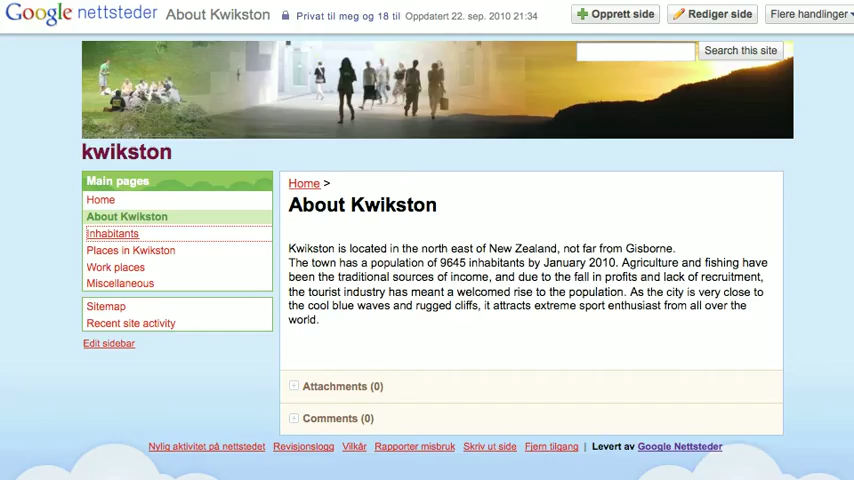 Google nettsteder About Kwikston Privat til meg og 18 til Oppdatert 22. sep. 2010 21:34 Opprett side Rediger side Flere handlinger
Search this site
kwikston
Main pages
Home
About Kwikston
Inhabitants
Places in Kwikston
Work places
Miscellaneous
Sitemap
Recent site activity
Edit sidebar
Home >
About Kwikston
Kwikston is located in the north east of New Zealand, not far from Gisborne.
The town has a population of 9645 inhabitants by January 2010. Agriculture and fishing have
been the traditional sources of income, and due to the fall in profits and lack of recruitment,
the tourist industry has meant a welcomed rise to the population. As the city is very close to
the cool blue waves and rugged cliffs, it attracts extreme sport enthusiast from all over the
world.
Attachments (0)
Comments (0)
Nylig aktivitet på nettstedet Revisjonslogg Vilkår Rapporter misbruk Skriv ut side Fjern tilgang | Levert av Google Nettsteder